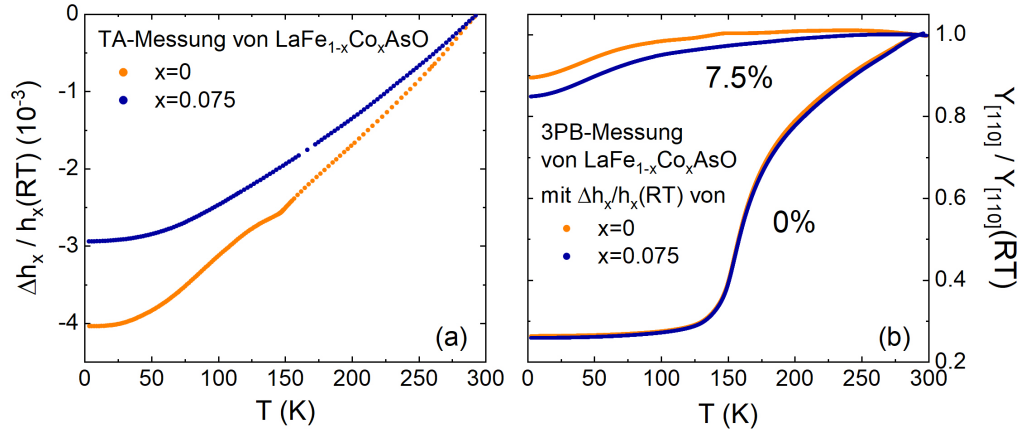 TA-Messung von LaFe1-xCoxAsO
x=0
x=0.075
(a)
0
-1
-2
-3
-4
Δhx / hx(RT) (10-3)
0 50 100 150 200 250 300
T (K)
7.5%
3PB-Messung
von LaFe1-xCoxAsO
mit Δhx/hx(RT) von
x=0
x=0.075
0%
(b)
1.0
0.8
0.6
0.4
0.2
Y [110] / Y [110](RT)
0 50 100 150 200 250 300
T (K)